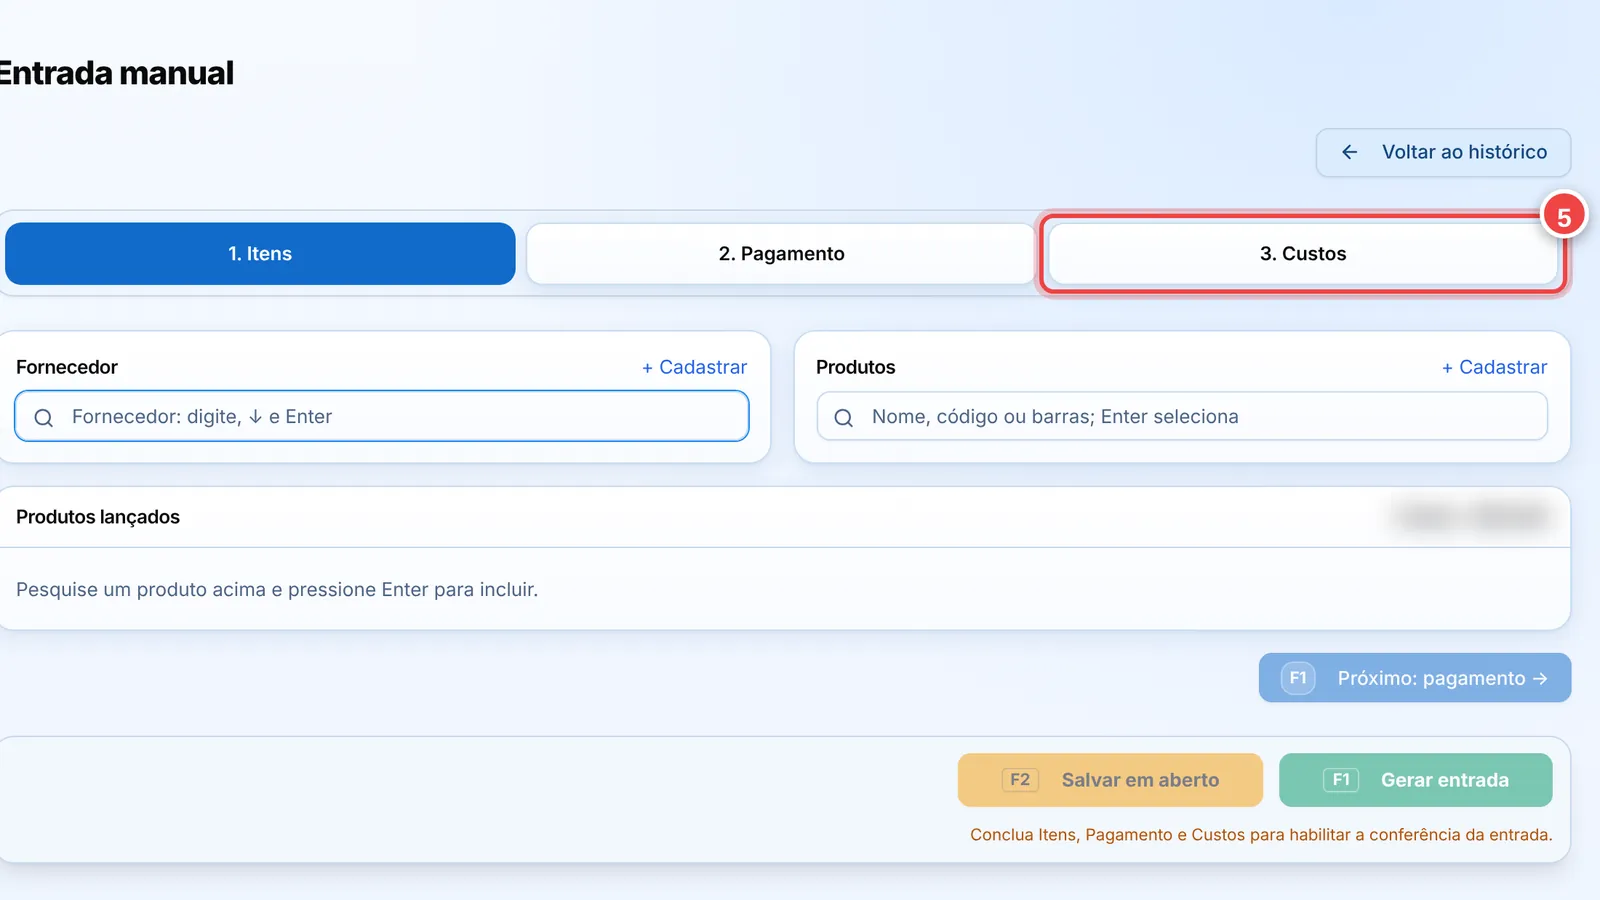 Entrada manual
← Voltar ao histórico
5
1. Itens
2. Pagamento
3. Custos
Fornecedor
+ Cadastrar
Fornecedor: digite, ↓ e Enter
Produtos
+ Cadastrar
Nome, código ou barras; Enter seleciona
Produtos lançados
Pesquise um produto acima e pressione Enter para incluir.
F1 Próximo: pagamento →
F2 Salvar em aberto
F1 Gerar entrada
Conclua Itens, Pagamento e Custos para habilitar a conferência da entrada.